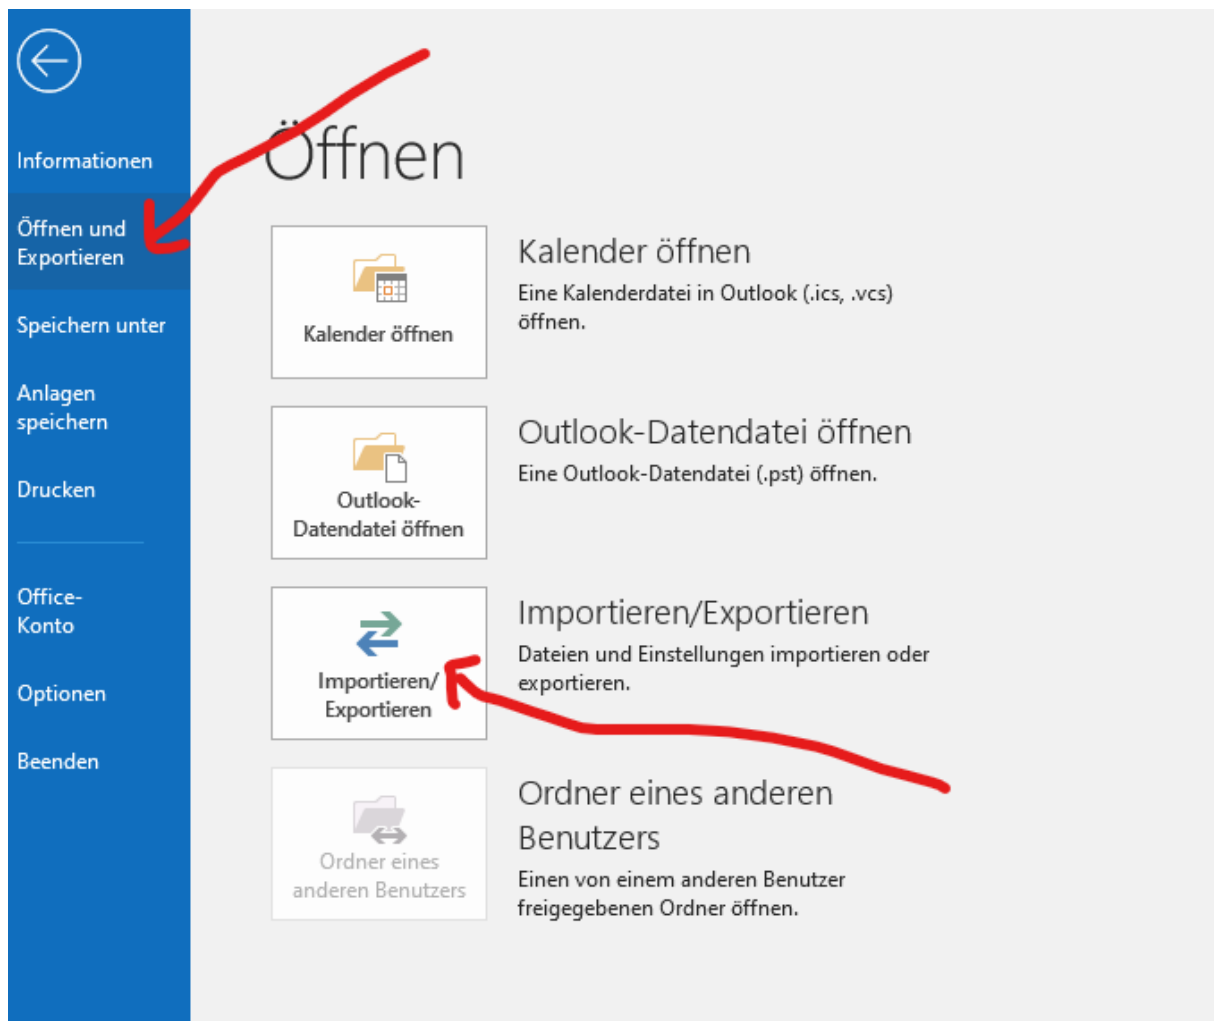 Informationen
Öffnen und
Exportieren
Speichern unter
Anlagen
speichern
Drucken
Office-
Konto
Optionen
Beenden
Öffnen
Kalender öffnen
Kalender öffnen
Eine Kalenderdatei in Outlook (.ics, .vcs)
öffnen.
Outlook-
Datendatei öffnen
Outlook-Datendatei öffnen
Eine Outlook-Datendatei (.pst) öffnen.
Importieren/
Exportieren
Importieren/Exportieren
Dateien und Einstellungen importieren oder
exportieren.
Ordner eines
anderen Benutzers
Ordner eines anderen
Benutzers
Einen von einem anderen Benutzer
freigegebenen Ordner öffnen.